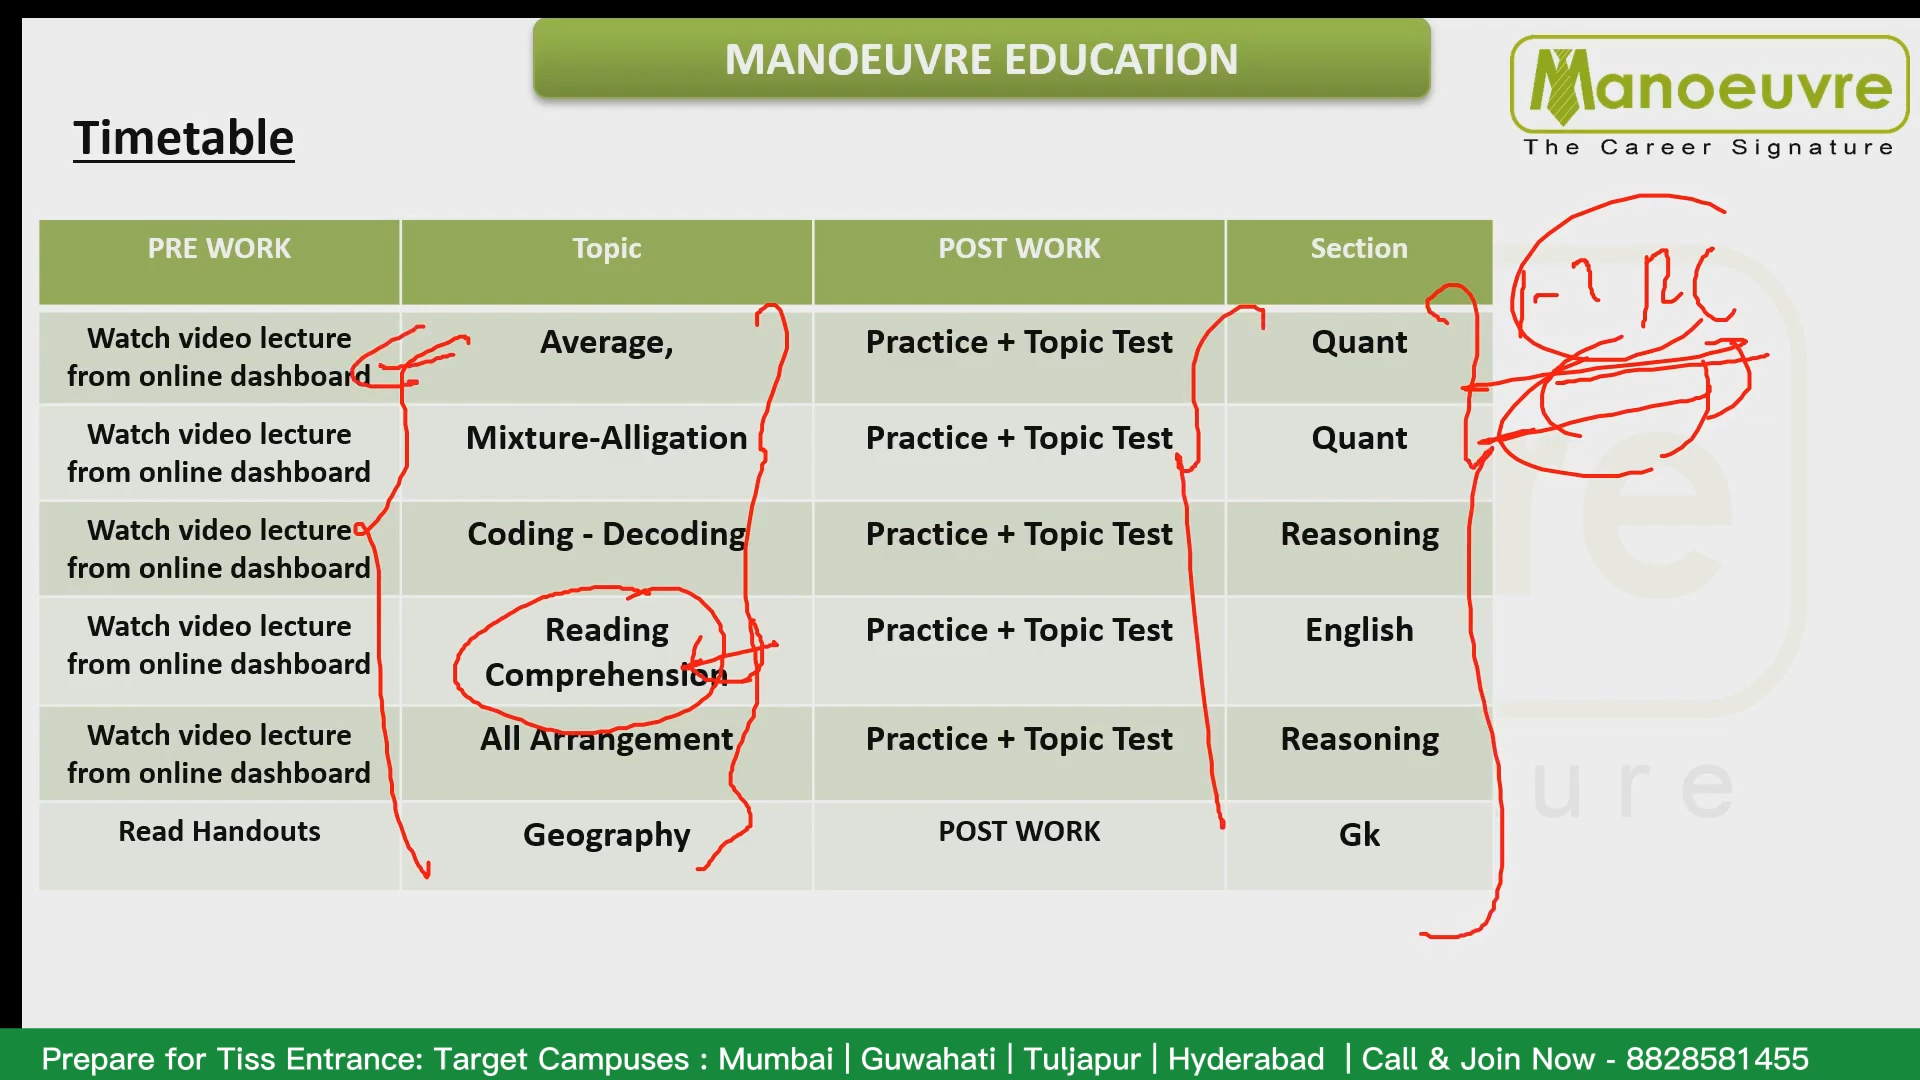 MANOEUVRE EDUCATION
Manoeuvre
The Career Signature
Timetable
PRE WORK Topic POST WORK Section
Watch video lecture from online dashboard Average, Practice + Topic Test Quant
Watch video lecture from online dashboard Mixture-Alligation Practice + Topic Test Quant
Watch video lecture from online dashboard Coding - Decoding Practice + Topic Test Reasoning
Watch video lecture from online dashboard Reading Comprehension Practice + Topic Test English
Watch video lecture from online dashboard All Arrangement Practice + Topic Test Reasoning
Read Handouts Geography POST WORK Gk
Prepare for Tiss Entrance: Target Campuses : Mumbai | Guwahati | Tuljapur | Hyderabad | Call & Join Now - 8828581455